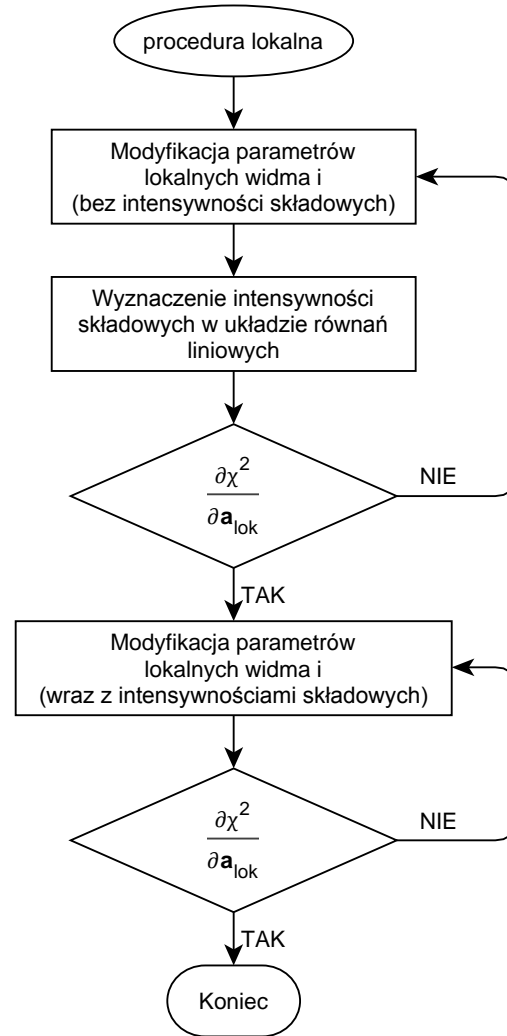 procedura lokalna
Modyfikacja parametrów
lokalnych widma i
(bez intensywności składowych)
Wyznaczenie intensywności
składowych w układzie równań
liniowych
∂χ²
∂a_lok
NIE
TAK
Modyfikacja parametrów
lokalnych widma i
(wraz z intensywnościami składowych)
∂χ²
∂a_lok
NIE
TAK
Koniec